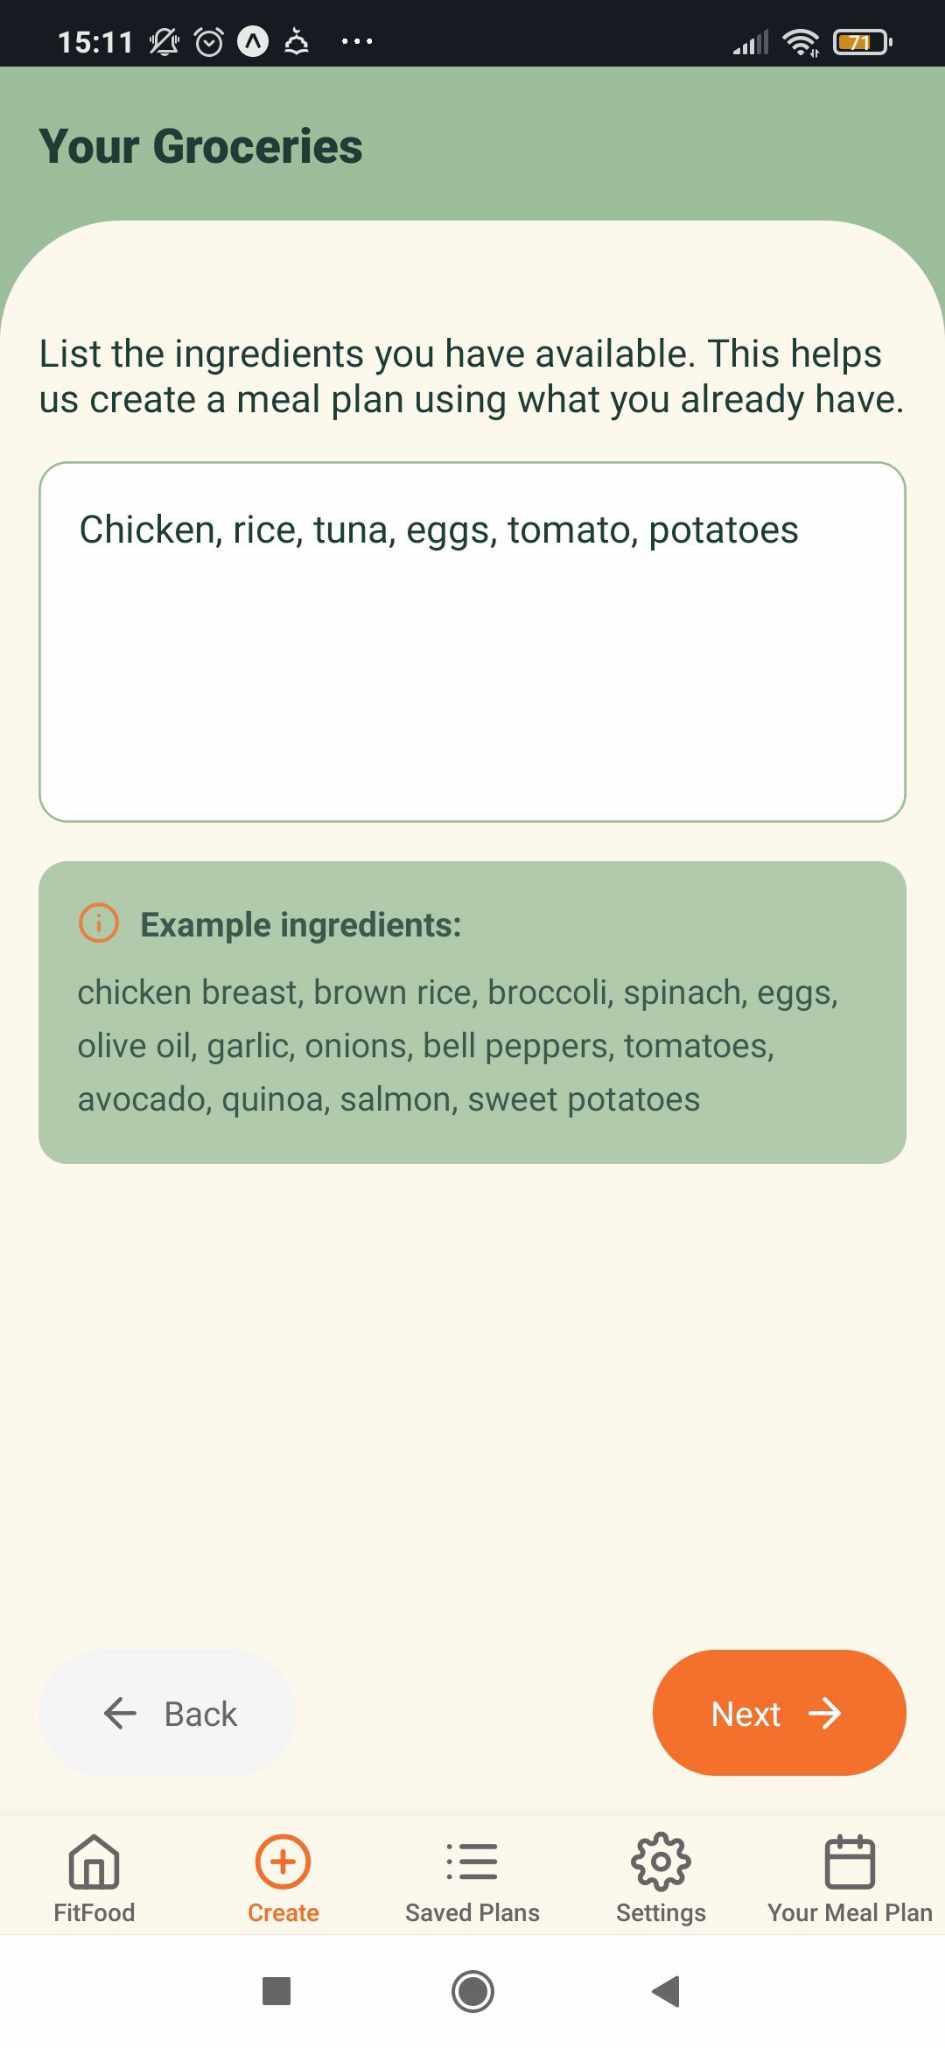 15:11
71
Your Groceries
List the ingredients you have available. This helps
us create a meal plan using what you already have.
Chicken, rice, tuna, eggs, tomato, potatoes
Example ingredients:
chicken breast, brown rice, broccoli, spinach, eggs,
olive oil, garlic, onions, bell peppers, tomatoes,
avocado, quinoa, salmon, sweet potatoes
Back
Next
FitFood
Create
Saved Plans
Settings
Your Meal Plan